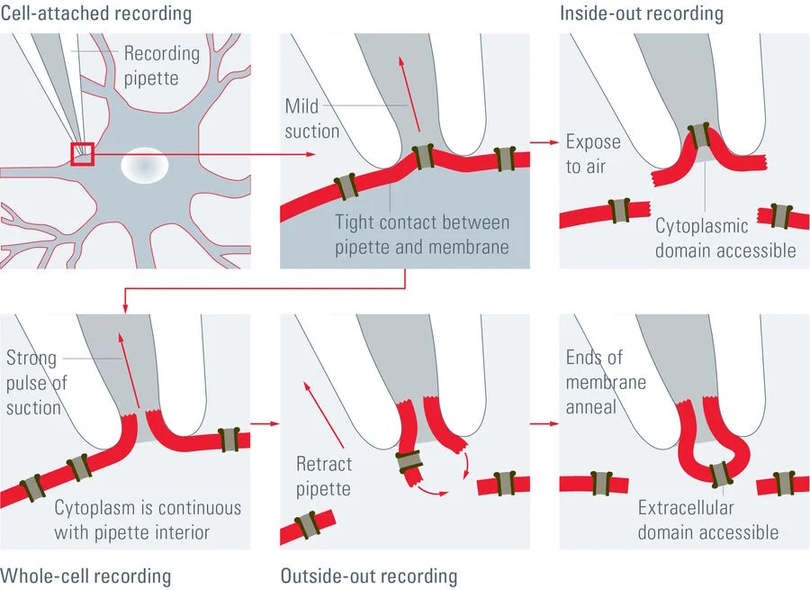 Cell-attached recording
Inside-out recording
Recording
pipette
Mild
suction
Tight contact between
pipette and membrane
Expose
to air
Cytoplasmic
domain accessible
Strong
pulse of
suction
Cytoplasm is continuous
with pipette interior
Retract
pipette
Ends of
membrane
anneal
Extracellular
domain accessible
Whole-cell recording
Outside-out recording